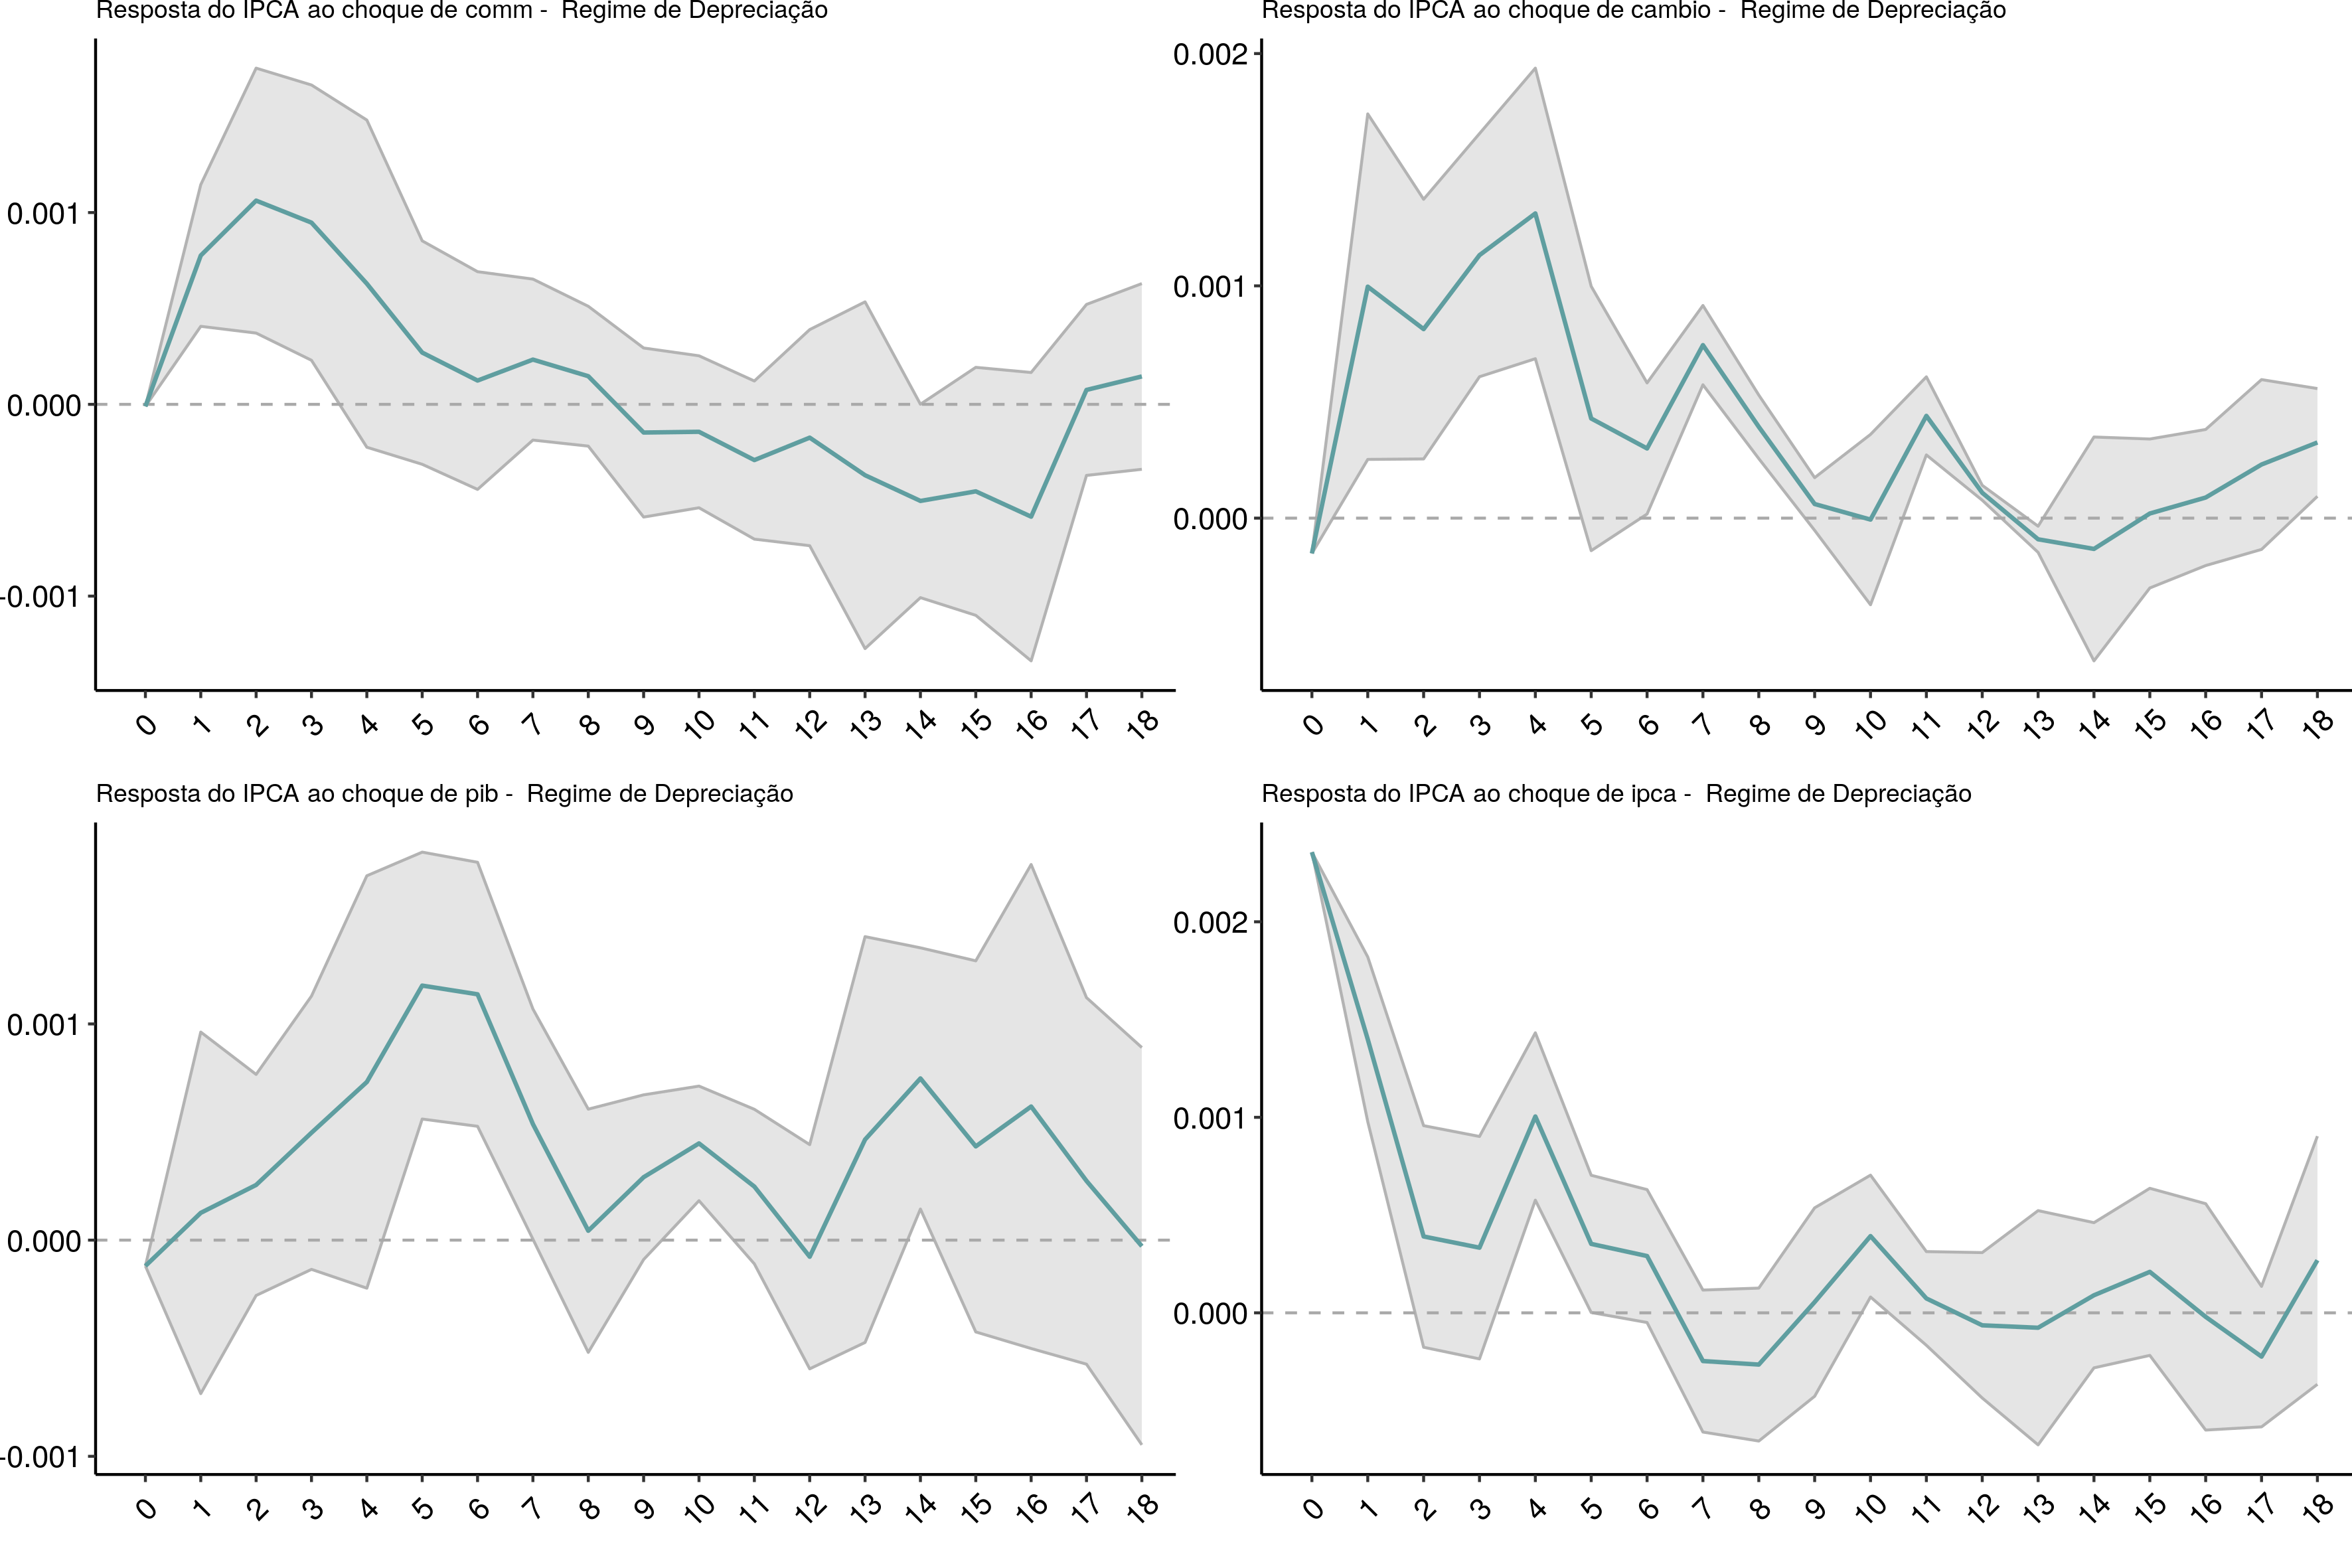 Resposta do IPCA ao choque de comm - Regime de Depreciação
0.001
0.000
-0.001
0 1 2 3 4 5 6 7 8 9 10 11 12 13 14 15 16 17 18
Resposta do IPCA ao choque de cambio - Regime de Depreciação
0.002
0.001
0.000
0 1 2 3 4 5 6 7 8 9 10 11 12 13 14 15 16 17 18
Resposta do IPCA ao choque de pib - Regime de Depreciação
0.001
0.000
-0.001
0 1 2 3 4 5 6 7 8 9 10 11 12 13 14 15 16 17 18
Resposta do IPCA ao choque de ipca - Regime de Depreciação
0.002
0.001
0.000
0 1 2 3 4 5 6 7 8 9 10 11 12 13 14 15 16 17 18